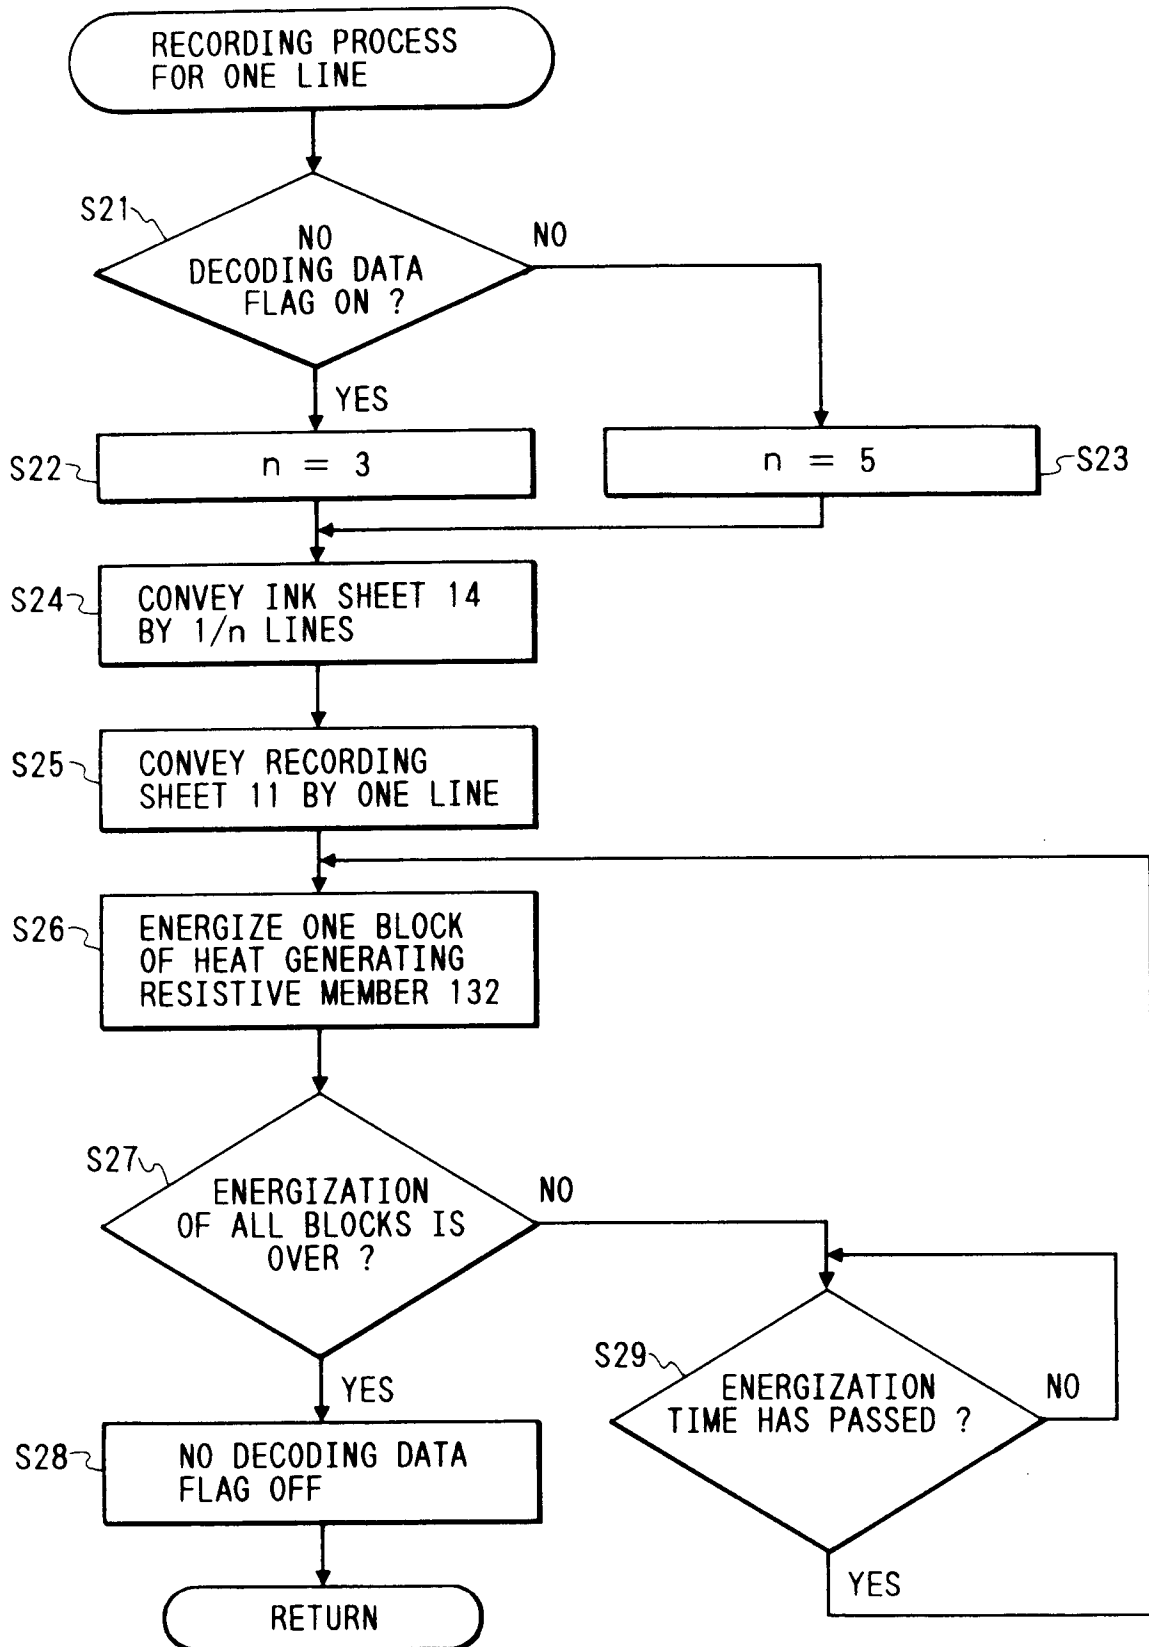 RECORDING PROCESS
FOR ONE LINE
S21
NO
DECODING DATA
FLAG ON ?
NO
YES
S22
n = 3
n = 5
S23
S24
CONVEY INK SHEET 14
BY 1/n LINES
S25
CONVEY RECORDING
SHEET 11 BY ONE LINE
S26
ENERGIZE ONE BLOCK
OF HEAT GENERATING
RESISTIVE MEMBER 132
S27
ENERGIZATION
OF ALL BLOCKS IS
OVER ?
NO
YES
S29
ENERGIZATION
TIME HAS PASSED ?
NO
YES
S28
NO DECODING DATA
FLAG OFF
RETURN